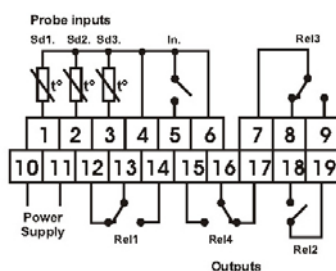 Probe inputs
Sd1. Sd2. Sd3. In. Rel3
t° t° t°
1 2 3 4 5 6 7 8 9
10 11 12 13 14 15 16 17 18 19
Power
Supply
Rel1 Rel4 Rel2
Outputs